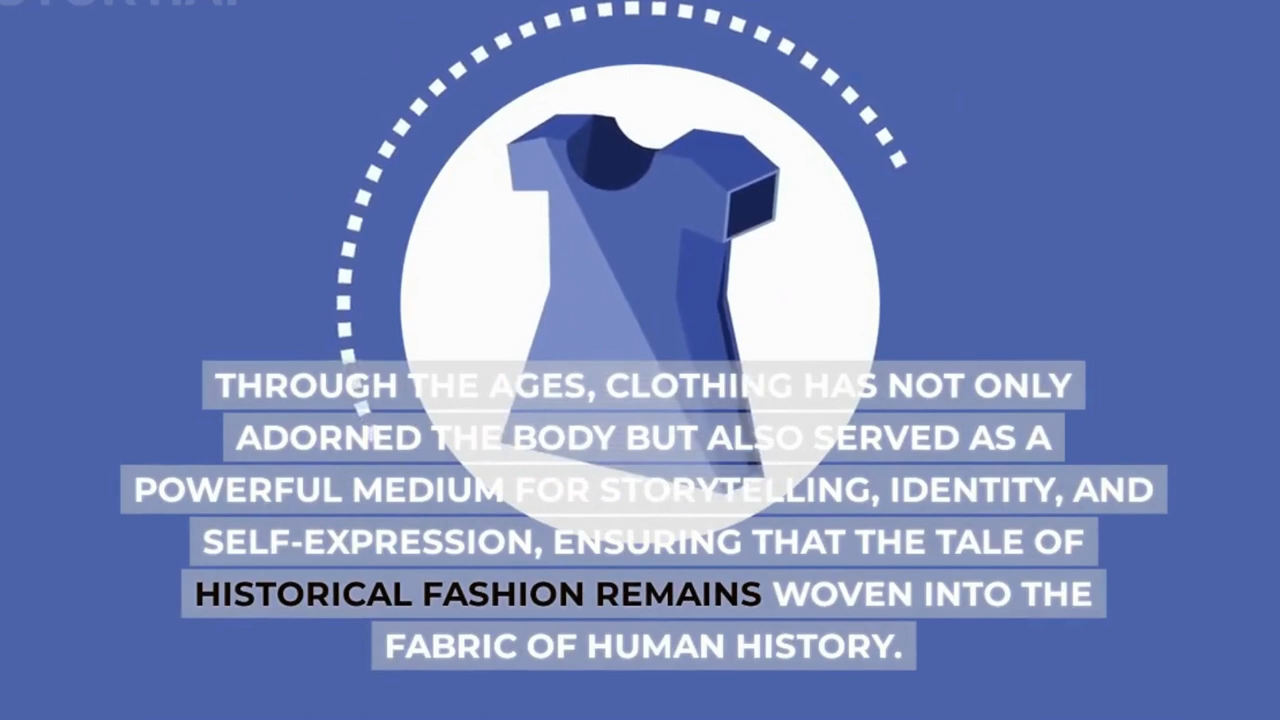 THROUGH THE AGES, CLOTHING HAS NOT ONLY
ADORNED THE BODY BUT ALSO SERVED AS A
POWERFUL MEDIUM FOR STORYTELLING, IDENTITY, AND
SELF-EXPRESSION, ENSURING THAT THE TALE OF
HISTORICAL FASHION REMAINS WOVEN INTO THE
FABRIC OF HUMAN HISTORY.